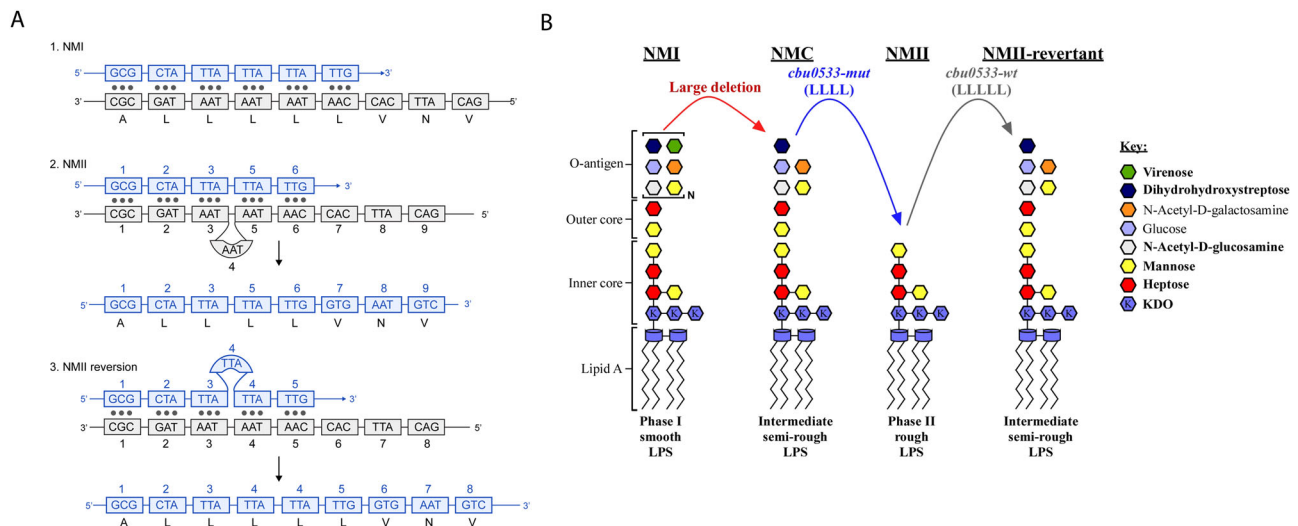 A
1. NMI
5' GCG CTA TTA TTA TTA TTG 3'
3' CGC GAT AAT AAT AAT AAC CAC TTA CAG 5'
A L L L L L V N V
2. NMII
1 2 3 5 6
5' GCG CTA TTA TTA TTG 3'
3' CGC GAT AAT AAT AAC CAC TTA CAG 5'
1 2 3 5 6 7 8 9
AAT
4
1 2 3 5 6 7 8 9
5' GCG CTA TTA TTA TTG GTG AAT GTC 3'
A L L L L V N V
3. NMII reversion
4
TTA
1 2 3 4 5
5' GCG CTA TTA TTA TTG 3'
3' CGC GAT AAT AAT AAC CAC TTA CAG 5'
1 2 3 4 5 6 7 8
1 2 3 4 4 5 6 7 8
5' GCG CTA TTA TTA TTA TTG GTG AAT GTC 3'
A L L L L L V N V
B
NMI NMC NMII NMII-revertant
Large deletion
cbu0533-mut
(LLLL)
cbu0533-wt
(LLLLL)
O-antigen
N
Outer core
Inner core
K K K K K K K K K K K K
Lipid A
Phase I
smooth
LPS
Intermediate
semi-rough
LPS
Phase II
rough
LPS
Intermediate
semi-rough
LPS
Key:
Virenose
Dihydrohydroxystreptose
N-Acetyl-D-galactosamine
Glucose
N-Acetyl-D-glucosamine
Mannose
Heptose
K KDO